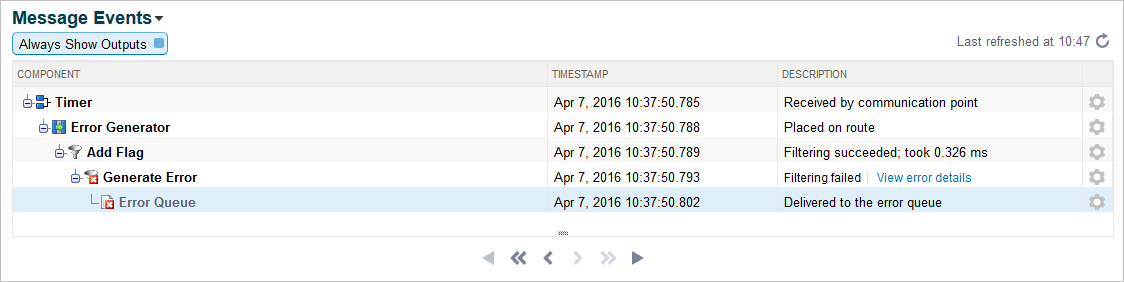 Message Events
Always Show Outputs
Last refreshed at 10:47
COMPONENT TIMESTAMP DESCRIPTION
Timer Apr 7, 2016 10:37:50.785 Received by communication point
Error Generator Apr 7, 2016 10:37:50.788 Placed on route
Add Flag Apr 7, 2016 10:37:50.789 Filtering succeeded; took 0.326 ms
Generate Error Apr 7, 2016 10:37:50.793 Filtering failed View error details
Error Queue Apr 7, 2016 10:37:50.802 Delivered to the error queue